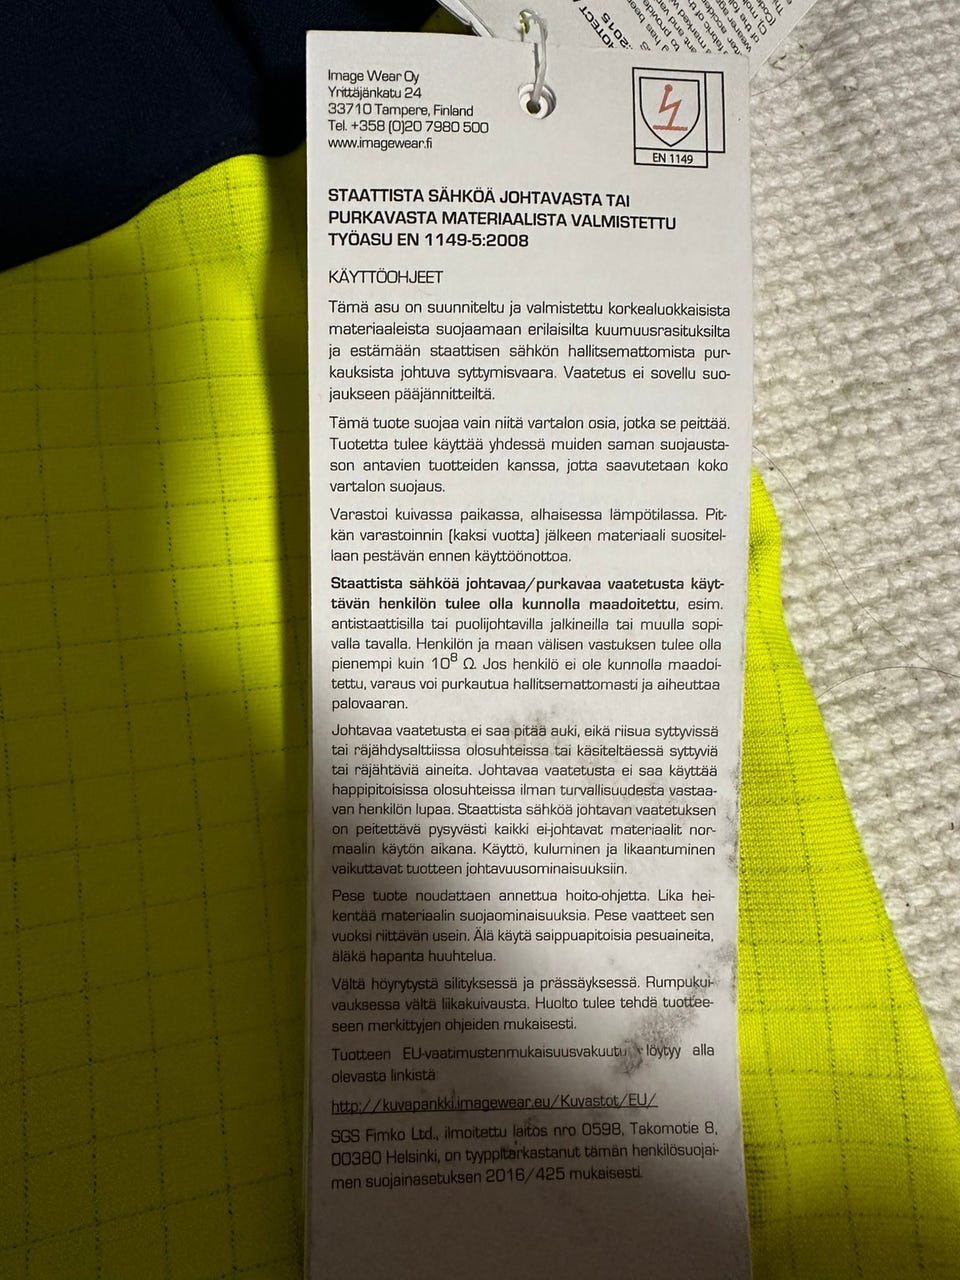 Image Wear Oy
Yrittäjänkatu 24
33710 Tampere, Finland
Tel. +358 (0)20 7980 500
www.imagewear.fi
EN 1149
STAATTISTA SÄHKÖÄ JOHTAVASTA TAI
PURKAVASTA MATERIAALISTA VALMISTETTU
TYÖASU EN 1149-5:2008
KÄYTTÖOHJEET
Tämä asu on suunniteltu ja valmistettu korkealuokkaisista
materiaaleista suojaamaan erilaisilta kuumuusrasituksilta
ja estämään staattisen sähkön hallitsemattomista pur-
kauksista johtuva syttymisvaara. Vaatetus ei sovellu suo-
jaukseen pääjännitteiltä.
Tämä tuote suojaa vain niitä vartalon osia, jotka se peittää.
Tuotetta tulee käyttää yhdessä muiden saman suojausta-
son antavien tuotteiden kanssa, jotta saavutetaan koko
vartalon suojaus.
Varastoi kuivassa paikassa, alhaisessa lämpötilassa. Pit-
kän varastoinnin (kaksi vuotta) jälkeen materiaali suositel-
laan pestävän ennen käyttöönottoa.
Staattista sähköä johtavaa/purkavaa vaatetusta käyt-
tävän henkilön tulee olla kunnolla maadoitettu, esim.
antistaattisilla tai puolijohtavilla jalkineilla tai muulla sopi-
valla tavalla. Henkilön ja maan välisen vastuksen tulee olla
pienempi kuin 10⁸ Ω. Jos henkilö ei ole kunnolla maadoi-
tettu, varaus voi purkautua hallitsemattomasti ja aiheuttaa
palovaaran.
Johtavaa vaatetusta ei saa pitää auki, eikä riisua syttyvissä
tai räjähdysalttiissa olosuhteissa tai käsiteltäessä syttyviä
tai räjähtäviä aineita. Johtavaa vaatetusta ei saa käyttää
happipitoisissa olosuhteissa ilman turvallisuudesta vastaa-
van henkilön lupaa. Staattista sähköä johtavan vaatetuksen
on peitettävä pysyvästi kaikki ei-johtavat materiaalit nor-
maalin käytön aikana. Käyttö, kuluminen ja likaantuminen
vaikuttavat tuotteen johtavuusominaisuuksiin.
Pese tuote noudattaen annettua hoito-ohjetta. Lika hei-
kentää materiaalin suojaominaisuuksia. Pese vaatteet sen
vuoksi riittävän usein. Älä käytä saippuapitoisia pesuaineita,
äläkä hapanta huuhtelua.
Vältä höyrytystä silityksessä ja prässäyksessä. Rumpukui-
vauksessa vältä liikakuivausta. Huolto tulee tehdä tuottee-
seen merkittyjen ohjeiden mukaisesti.
Tuotteen EU-vaatimustenmukaisuusvakuutus löytyy alla
olevasta linkistä:
http://kuvapankki.imagewear.eu/Kuvastot/EU/
SGS Fimko Ltd., ilmoitettu laitos nro 0598, Takomotie 8,
00380 Helsinki, on tyyppitarkastanut tämän henkilösuojai-
men suojainasetuksen 2016/425 mukaisesti.